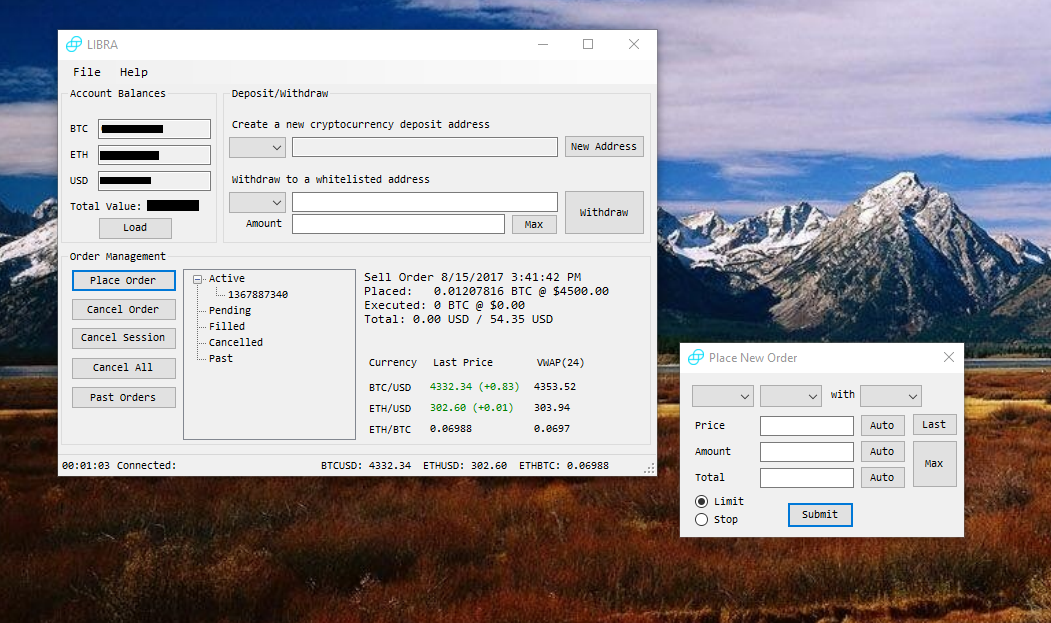 LIBRA
File Help
Account Balances
BTC
ETH
USD
Total Value:
Load
Deposit/Withdraw
Create a new cryptocurrency deposit address
New Address
Withdraw to a whitelisted address
Amount
Max
Withdraw
Order Management
Place Order
Cancel Order
Cancel Session
Cancel All
Past Orders
Active
1367887340
Pending
Filled
Cancelled
Past
Sell Order 8/15/2017 3:41:42 PM
Placed: 0.01207816 BTC @ $4500.00
Executed: 0 BTC @ $0.00
Total: 0.00 USD / 54.35 USD
Currency Last Price VWAP(24)
BTC/USD 4332.34 (+0.83) 4353.52
ETH/USD 302.60 (+0.01) 303.94
ETH/BTC 0.06988 0.0697
00:01:03 Connected: BTCUSD: 4332.34 ETHUSD: 302.60 ETHBTC: 0.06988
Place New Order
with
Price Auto Last
Amount Auto Max
Total Auto
Limit
Stop
Submit